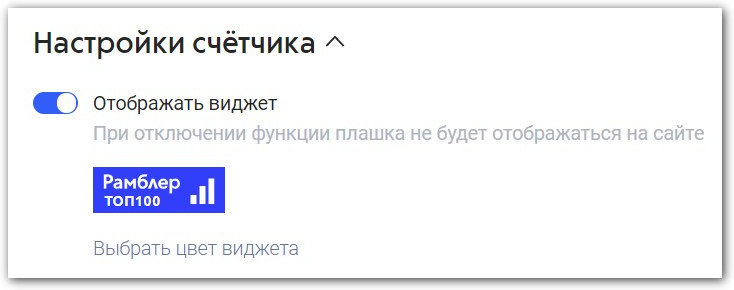 Настройки счётчика
Отображать виджет
При отключении функции плашка не будет отображаться на сайте
Рамблер
ТОП100
Выбрать цвет виджета